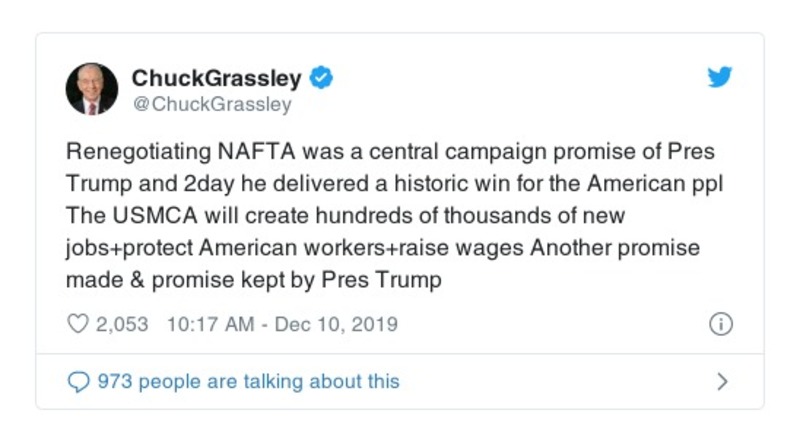 ChuckGrassley
@ChuckGrassley
Renegotiating NAFTA was a central campaign promise of Pres
Trump and 2day he delivered a historic win for the American ppl
The USMCA will create hundreds of thousands of new
jobs+protect American workers+raise wages Another promise
made & promise kept by Pres Trump
2,053 10:17 AM - Dec 10, 2019
973 people are talking about this